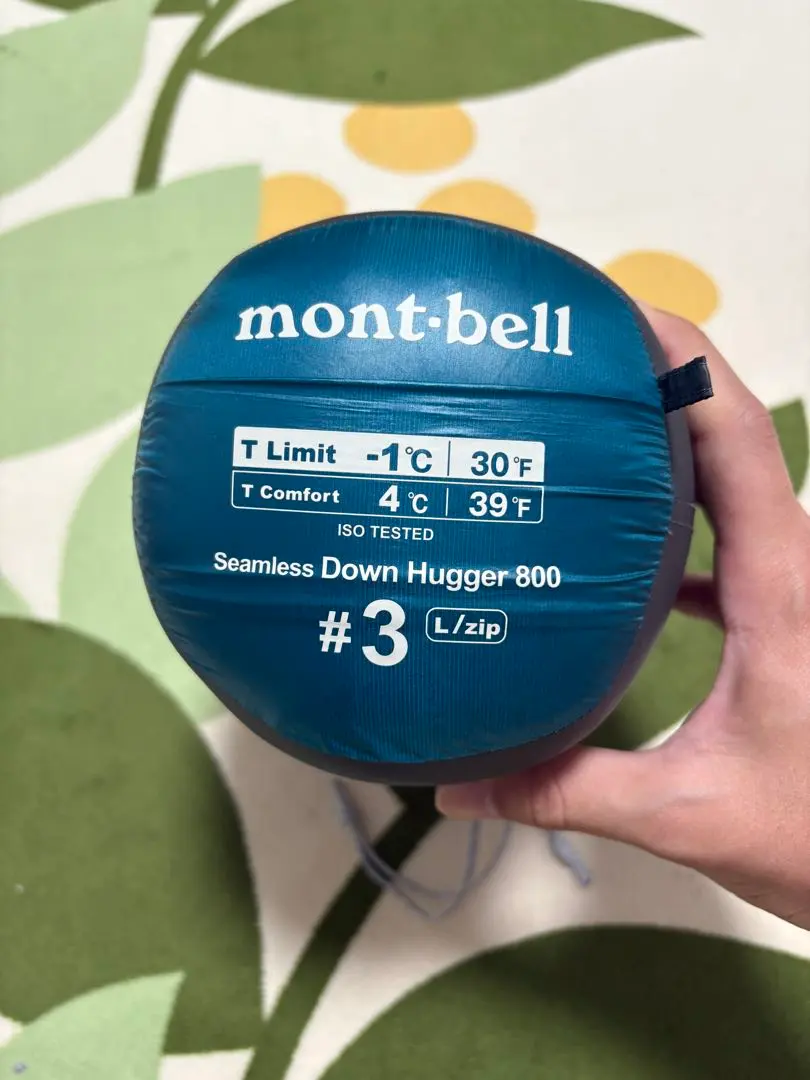 mont-bell
T Limit -1℃ 30°F
T Comfort 4℃ 39°F
ISO TESTED
Seamless Down Hugger 800
#3 L/zip